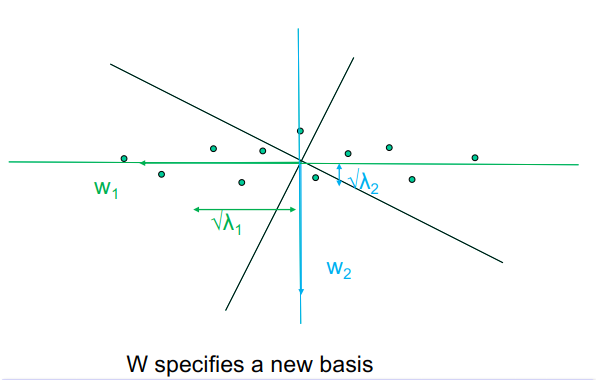 w₁
√λ₁
√λ₂
w₂
W specifies a new basis